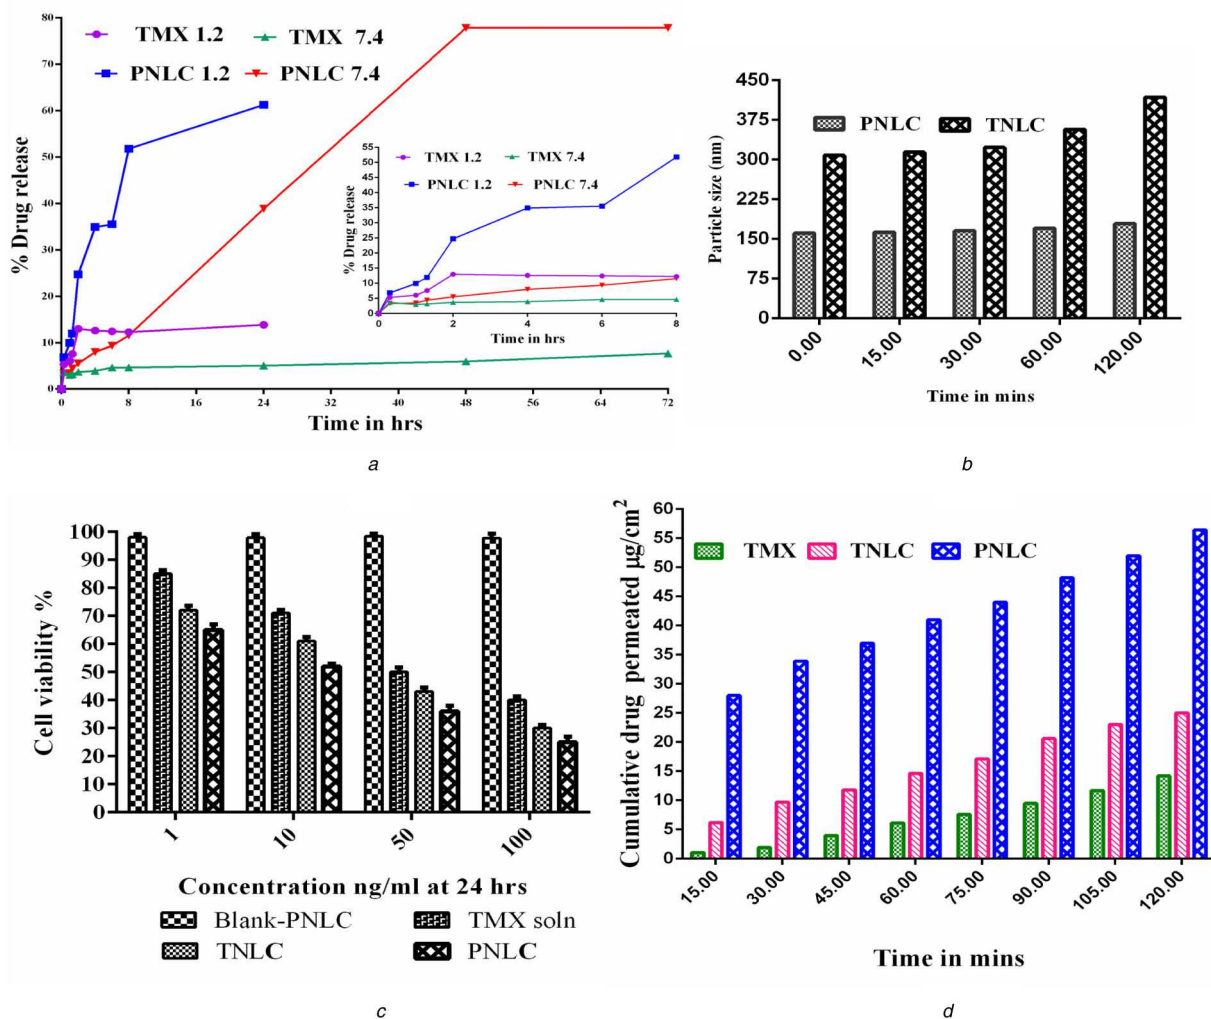 80
70
60
50
40
30
20
10
0
% Drug release
TMX 1.2
TMX 7.4
PNLC 1.2
PNLC 7.4
55
50
45
40
35
30
25
20
15
10
5
0
% Drug release
TMX 1.2
TMX 7.4
PNLC 1.2
PNLC 7.4
0 2 4 6 8
Time in hrs
0 8 16 24 32 40 48 56 64 72
Time in hrs
a
450
375
300
225
150
75
0
Particle size (nm)
PNLC TNLC
0.00 15.00 30.00 60.00 120.00
Time in mins
b
100
90
80
70
60
50
40
30
20
10
0
Cell viability %
1 10 50 100
Concentration ng/ml at 24 hrs
Blank-PNLC TMX soln
TNLC PNLC
c
60
55
50
45
40
35
30
25
20
15
10
5
0
Cumulative drug permeated µg/cm²
TMX TNLC PNLC
15.00 30.00 45.00 60.00 75.00 90.00 105.00 120.00
Time in mins
d